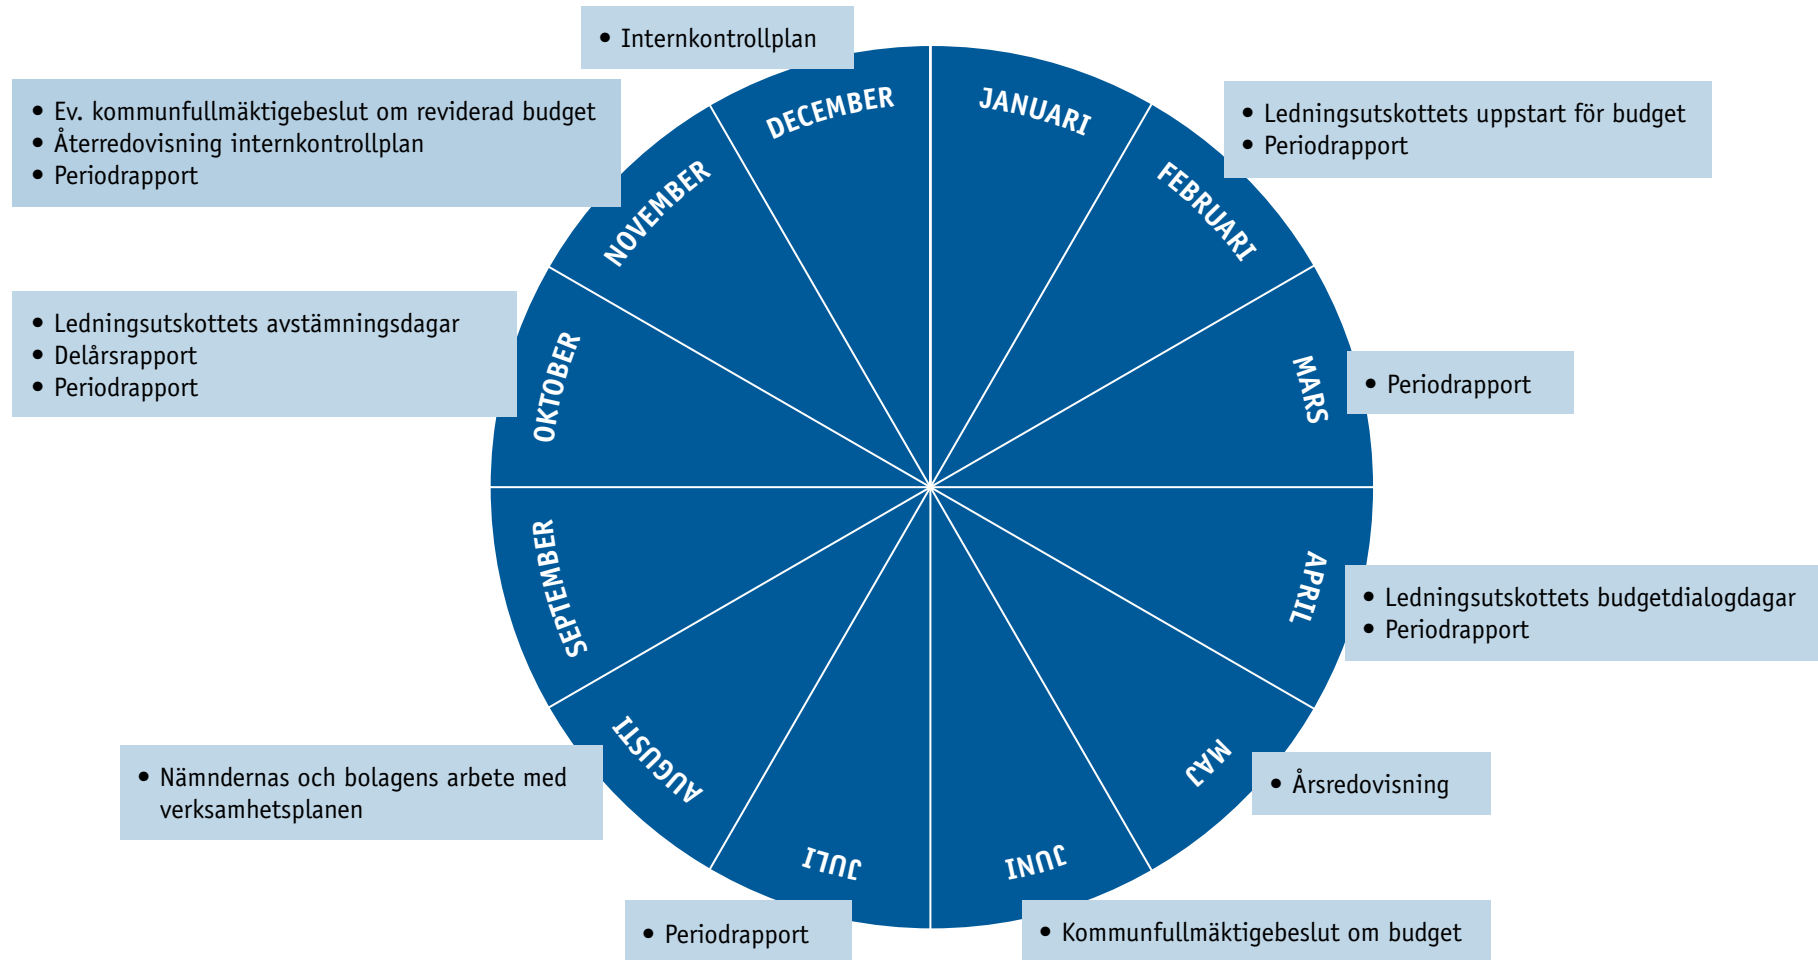 JANUARI
FEBRUARI
• Ledningsutskottets uppstart för budget
• Periodrapport
MARS
• Periodrapport
APRIL
• Ledningsutskottets budgetdialogdagar
• Periodrapport
MAJ
• Årsredovisning
JUNI
• Kommunfullmäktigebeslut om budget
JULI
• Periodrapport
AUGUSTI
• Nämndernas och bolagens arbete med
verksamhetsplanen
SEPTEMBER
OKTOBER
• Ledningsutskottets avstämningsdagar
• Delårsrapport
• Periodrapport
NOVEMBER
• Ev. kommunfullmäktigebeslut om reviderad budget
• Återredovisning internkontrollplan
• Periodrapport
DECEMBER
• Internkontrollplan